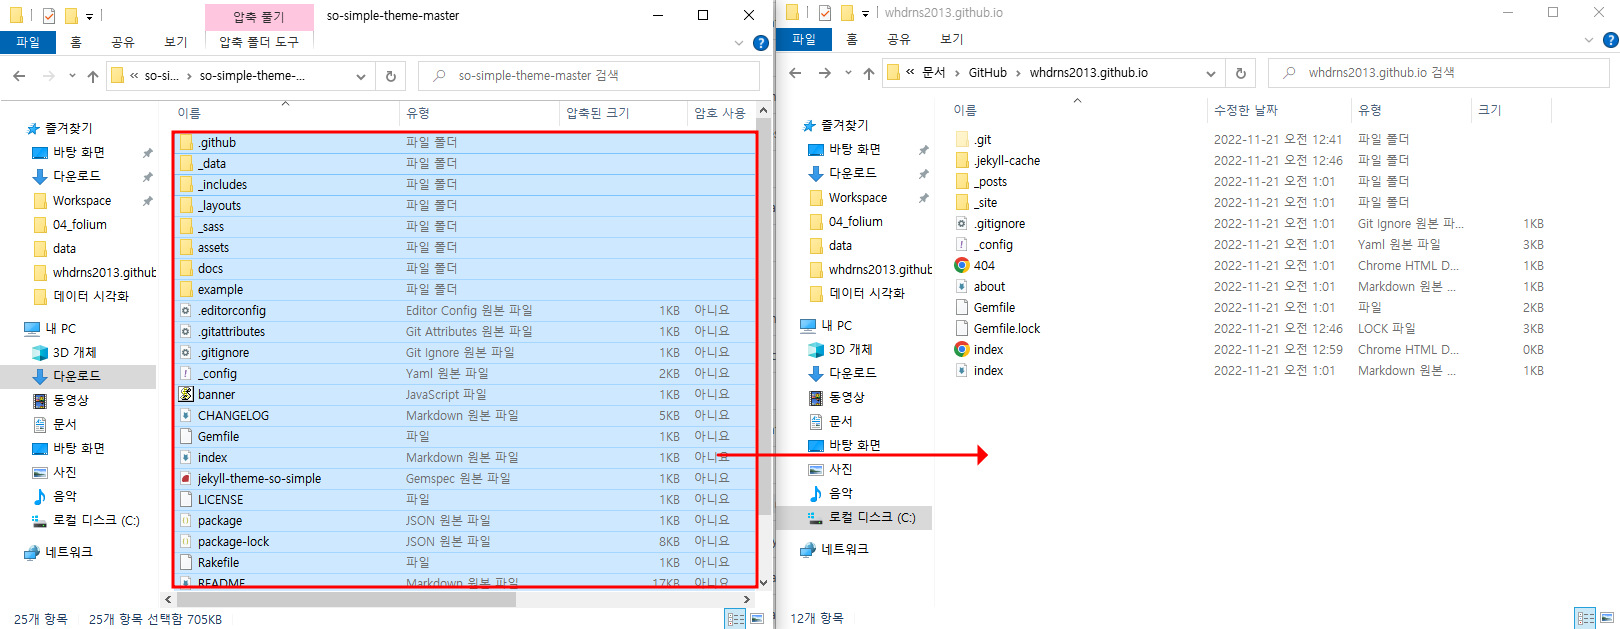 압축 풀기
so-simple-theme-master
파일
홈
공유
보기
압축 폴더 도구
« so-si... › so-simple-theme-...
so-simple-theme-master 검색
즐겨찾기
바탕 화면
다운로드
Workspace
04_folium
data
whdrns2013.github
데이터 시각화
내 PC
3D 개체
다운로드
동영상
문서
바탕 화면
사진
음악
로컬 디스크 (C:)
네트워크
이름 유형 압축된 크기 암호 사용
.github 파일 폴더
_data 파일 폴더
_includes 파일 폴더
_layouts 파일 폴더
_sass 파일 폴더
assets 파일 폴더
docs 파일 폴더
example 파일 폴더
.editorconfig Editor Config 원본 파일 1KB 아니요
.gitattributes Git Attributes 원본 파일 1KB 아니요
.gitignore Git Ignore 원본 파일 1KB 아니요
_config Yaml 원본 파일 2KB 아니요
banner JavaScript 파일 1KB 아니요
CHANGELOG Markdown 원본 파일 5KB 아니요
Gemfile 파일 1KB 아니요
index Markdown 원본 파일 1KB 아니요
jekyll-theme-so-simple Gemspec 원본 파일 1KB 아니요
LICENSE 파일 1KB 아니요
package JSON 원본 파일 1KB 아니요
package-lock JSON 원본 파일 8KB 아니요
Rakefile 파일 1KB 아니요
README Markdown 원본 파일 17KB 아니요
25개 항목 25개 항목 선택함 705KB
whdrns2013.github.io
파일
홈
공유
보기
« 문서 › GitHub › whdrns2013.github.io
whdrns2013.github.io 검색
즐겨찾기
바탕 화면
다운로드
Workspace
04_folium
data
whdrns2013.github
데이터 시각화
내 PC
3D 개체
다운로드
동영상
문서
바탕 화면
사진
음악
로컬 디스크 (C:)
네트워크
이름 수정한 날짜 유형 크기
.git 2022-11-21 오전 12:41 파일 폴더
.jekyll-cache 2022-11-21 오전 12:46 파일 폴더
_posts 2022-11-21 오전 1:01 파일 폴더
_site 2022-11-21 오전 1:01 파일 폴더
.gitignore 2022-11-21 오전 1:01 Git Ignore 원본 파... 1KB
_config 2022-11-21 오전 1:01 Yaml 원본 파일 3KB
404 2022-11-21 오전 1:01 Chrome HTML D... 1KB
about 2022-11-21 오전 1:01 Markdown 원본 ... 1KB
Gemfile 2022-11-21 오전 1:01 파일 2KB
Gemfile.lock 2022-11-21 오전 12:46 LOCK 파일 3KB
index 2022-11-21 오전 12:59 Chrome HTML D... 0KB
index 2022-11-21 오전 1:01 Markdown 원본 ... 1KB
12개 항목